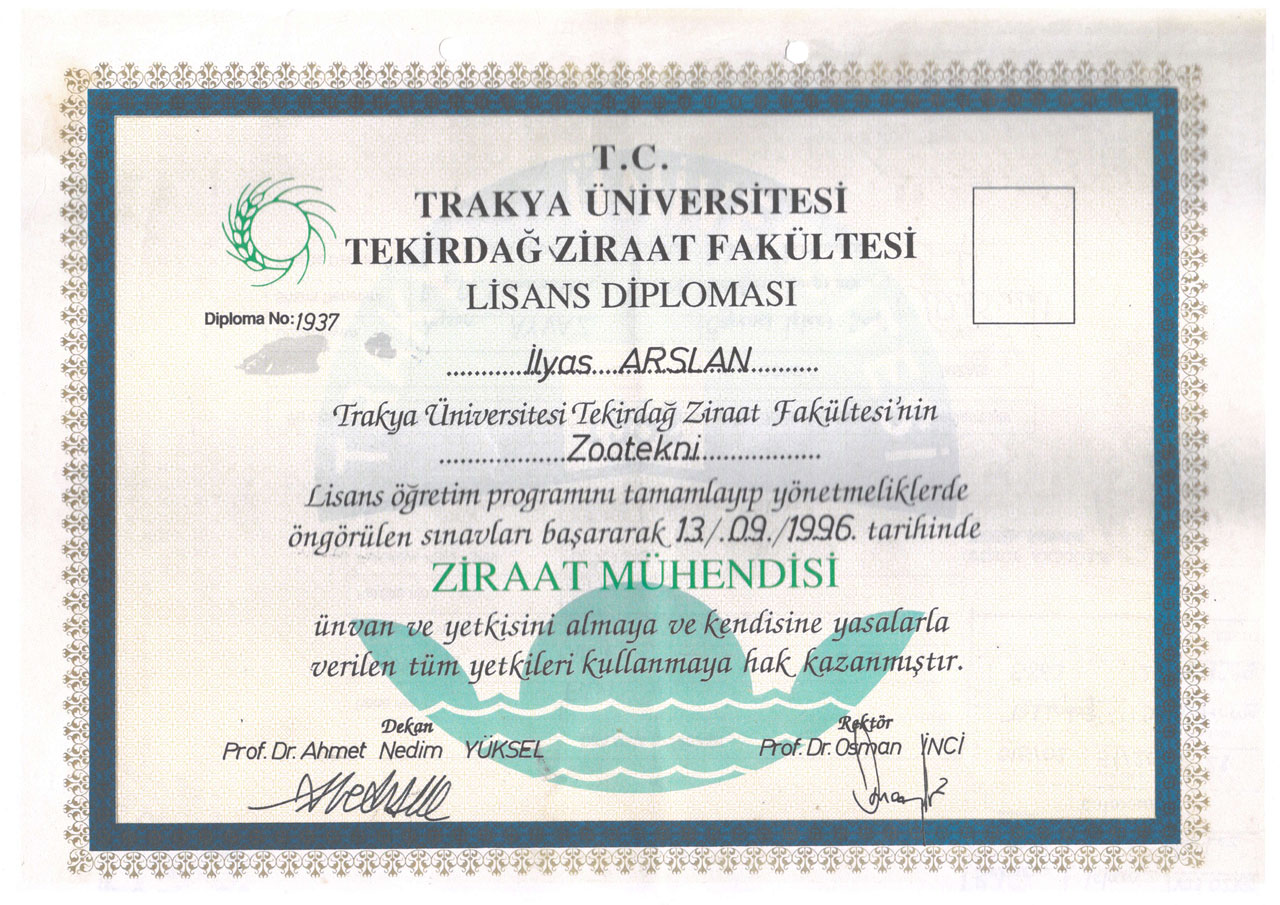 T.C.
TRAKYA ÜNİVERSİTESİ
TEKİRDAĞ ZİRAAT FAKÜLTESİ
LİSANS DİPLOMASI
Diploma No: 1937
............İlyas....ARSLAN...........
Trakya Üniversitesi Tekirdağ Ziraat Fakültesi'nin
....................Zootekni...................
Lisans öğretim programını tamamlayıp yönetmeliklerde
öngörülen sınavları başararak 13/.09./1996. tarihinde
ZİRAAT MÜHENDİSİ
ünvan ve yetkisini almaya ve kendisine yasalarla
verilen tüm yetkileri kullanmaya hak kazanmıştır.
Dekan
Prof. Dr. Ahmet Nedim YÜKSEL
Rektör
Prof. Dr. Osman İNCİ